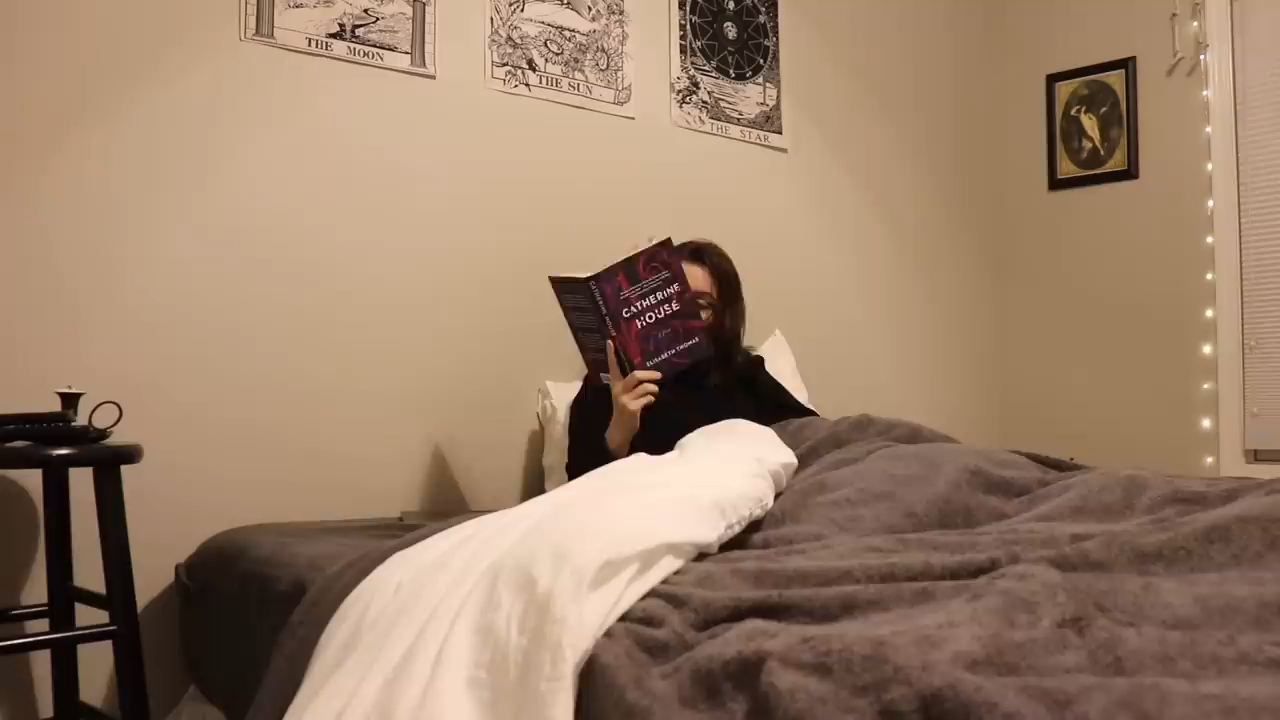 THE MOON
THE SUN
THE STAR
CATHERINE HOUSE
CATHERINE
HOUSE
ELISABETH THOMAS